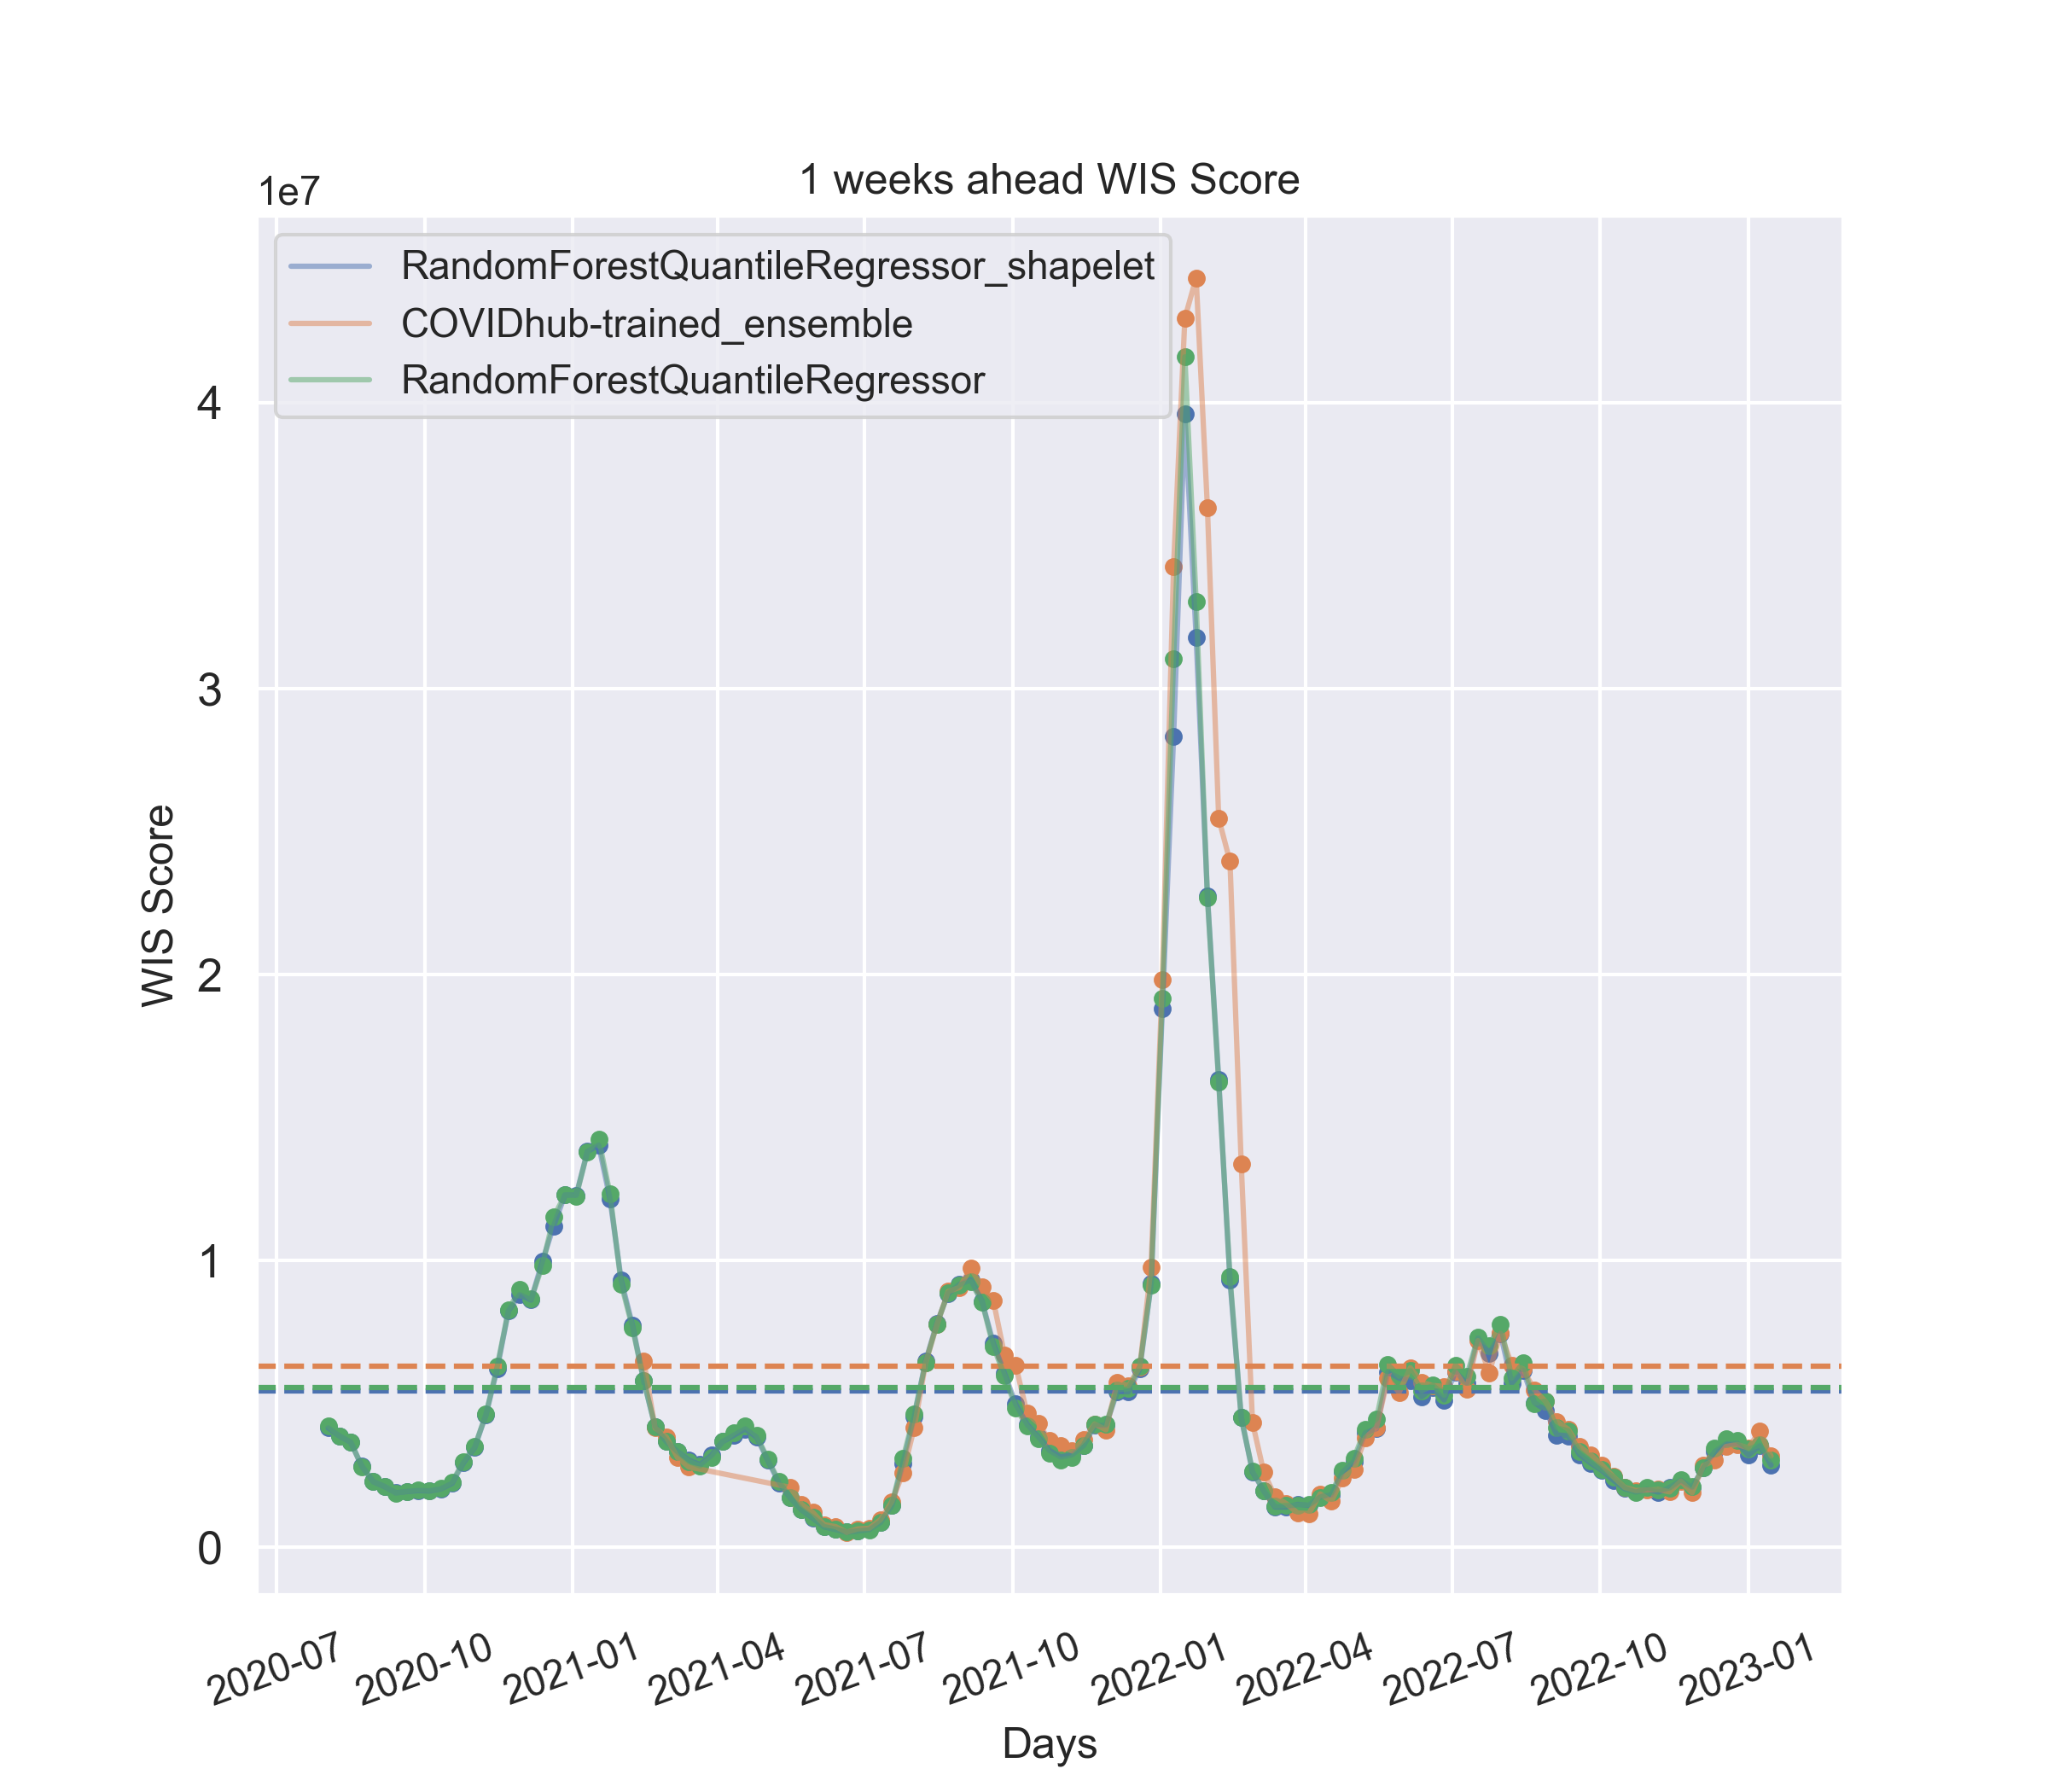 1 weeks ahead WIS Score
1e7
RandomForestQuantileRegressor_shapelet
COVIDhub-trained_ensemble
RandomForestQuantileRegressor
4
3
2
1
0
WIS Score
2020-07
2020-10
2021-01
2021-04
2021-07
2021-10
2022-01
2022-04
2022-07
2022-10
2023-01
Days